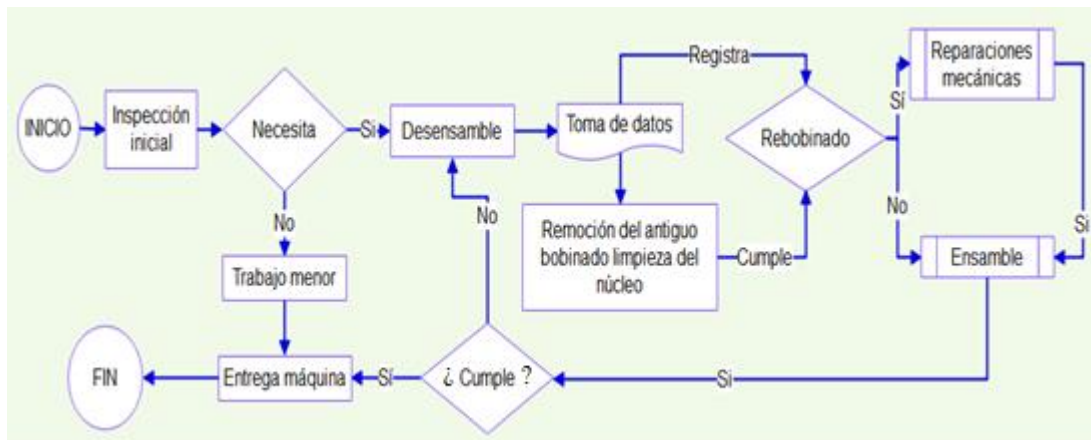 INICIO
Inspección
inicial
Necesita
Si
Desensamble
Toma de datos
Registra
Rebobinado
Sí
Reparaciones
mecánicas
Si
No
Ensamble
No
Trabajo menor
No
Remoción del antiguo
bobinado limpieza del
núcleo
Cumple
FIN
Entrega máquina
Sí
¿ Cumple ?
Si